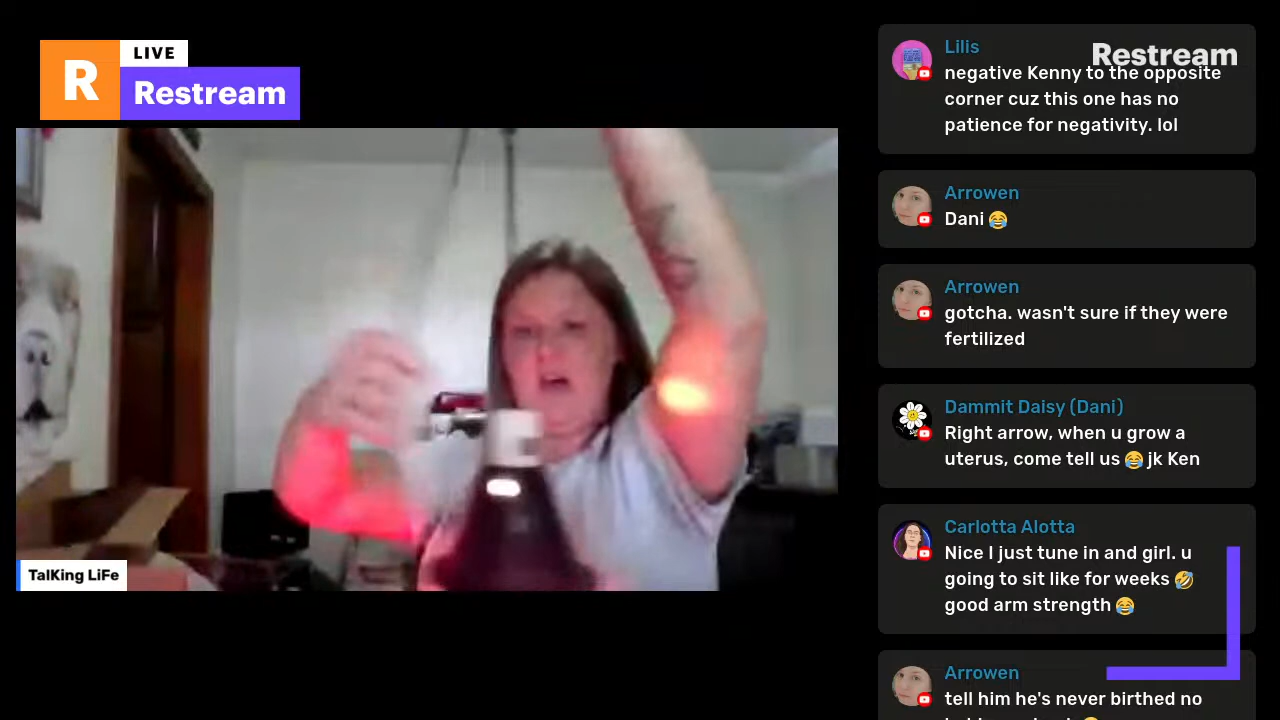 R
LIVE
Restream
TalKing LiFe
Restream
Lilis
negative Kenny to the opposite
corner cuz this one has no
patience for negativity. lol
Arrowen
Dani 😂
Arrowen
gotcha. wasn't sure if they were
fertilized
Dammit Daisy (Dani)
Right arrow, when u grow a
uterus, come tell us 😂 jk Ken
Carlotta Alotta
Nice I just tune in and girl. u
going to sit like for weeks 🤣
good arm strength 😂
Arrowen
tell him he's never birthed no